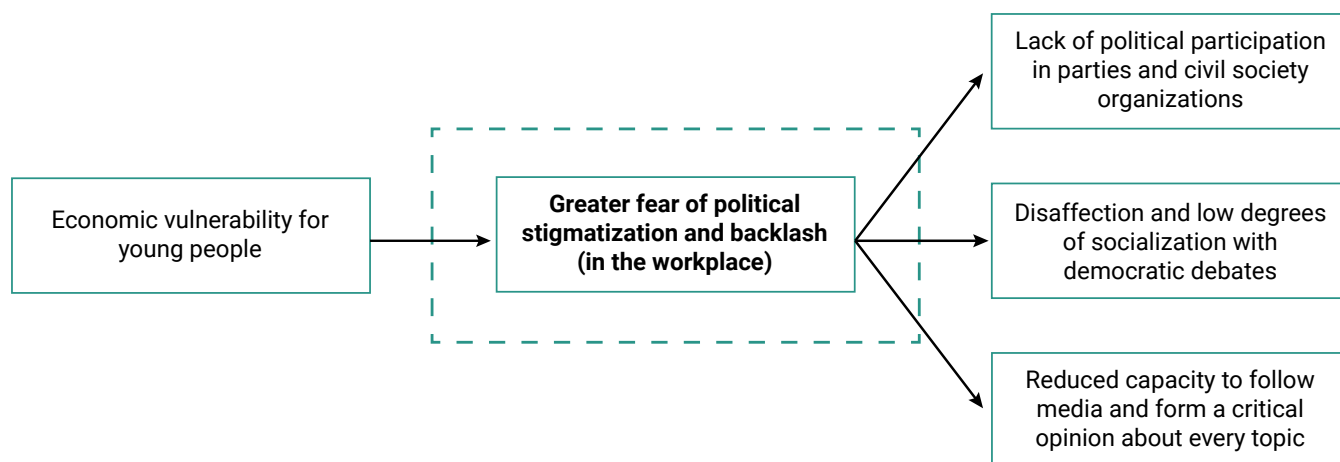 Economic vulnerability for
young people
Greater fear of political
stigmatization and backlash
(in the workplace)
Lack of political participation
in parties and civil society
organizations
Disaffection and low degrees
of socialization with
democratic debates
Reduced capacity to follow
media and form a critical
opinion about every topic